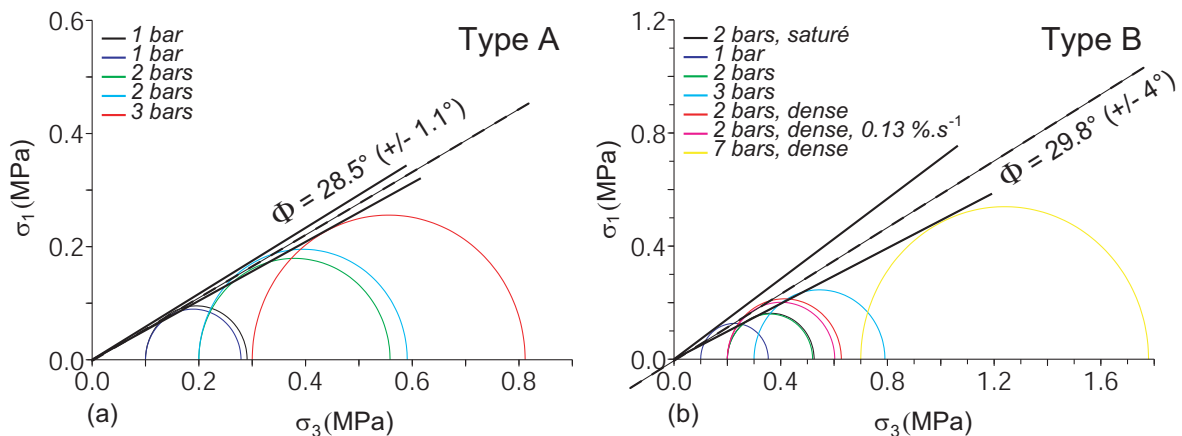 0.6
1 bar
1 bar
2 bars
2 bars
3 bars
Type A
0.4
0.2
0.0
σ1(MPa)
Φ = 28.5° (+/- 1.1°)
0.0 0.2 0.4 0.6 0.8
(a)
σ3(MPa)
1.2
2 bars, saturé
1 bar
2 bars
3 bars
2 bars, dense
2 bars, dense, 0.13 %.s-1
7 bars, dense
Type B
0.8
0.4
0.0
σ1(MPa)
Φ = 29.8° (+/- 4°)
0.0 0.4 0.8 1.2 1.6
(b)
σ3(MPa)